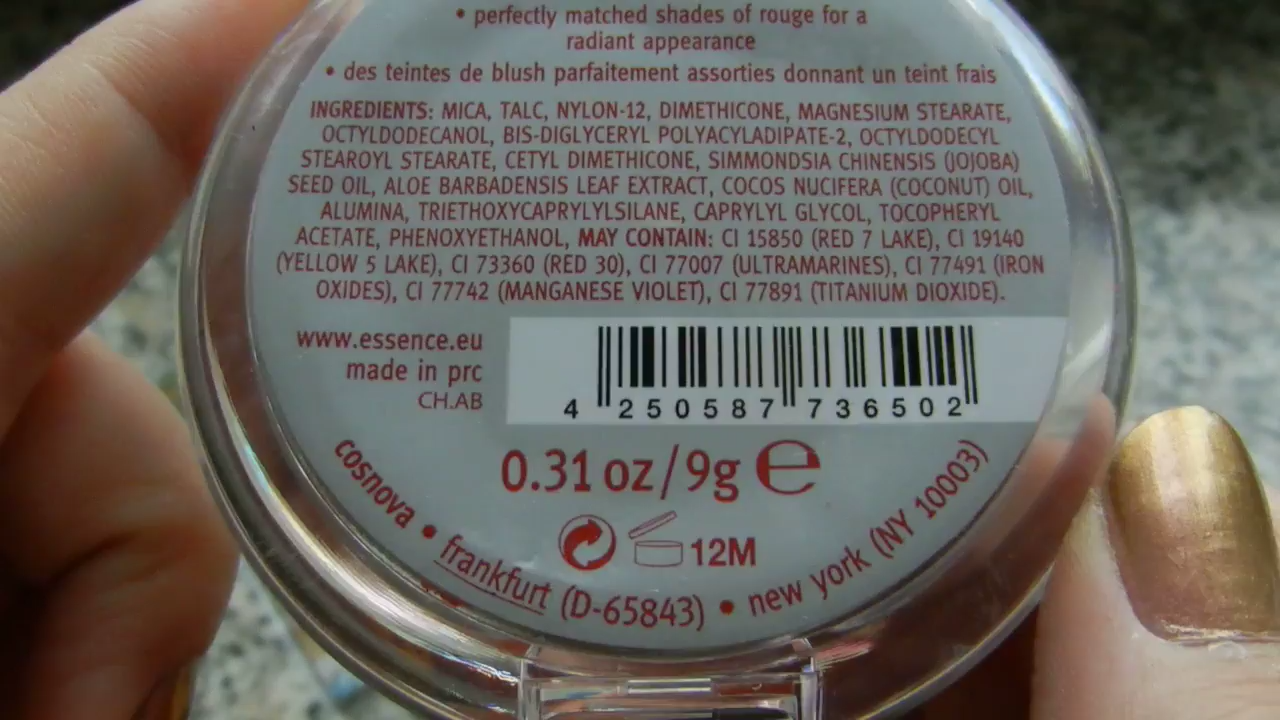 • perfectly matched shades of rouge for a
radiant appearance
• des teintes de blush parfaitement assorties donnant un teint frais
INGREDIENTS: MICA, TALC, NYLON-12, DIMETHICONE, MAGNESIUM STEARATE,
OCTYLDODECANOL, BIS-DIGLYCERYL POLYACYLADIPATE-2, OCTYLDODECYL
STEAROYL STEARATE, CETYL DIMETHICONE, SIMMONDSIA CHINENSIS (JOJOBA)
SEED OIL, ALOE BARBADENSIS LEAF EXTRACT, COCOS NUCIFERA (COCONUT) OIL,
ALUMINA, TRIETHOXYCAPRYLYLSILANE, CAPRYLYL GLYCOL, TOCOPHERYL
ACETATE, PHENOXYETHANOL, MAY CONTAIN: CI 15850 (RED 7 LAKE), CI 19140
(YELLOW 5 LAKE), CI 73360 (RED 30), CI 77007 (ULTRAMARINES), CI 77491 (IRON
OXIDES), CI 77742 (MANGANESE VIOLET), CI 77891 (TITANIUM DIOXIDE).
www.essence.eu
made in prc
CH.AB
4 250587 736502
0.31 oz/9g e
12M
cosnova • frankfurt (D-65843) • new york (NY 10003)